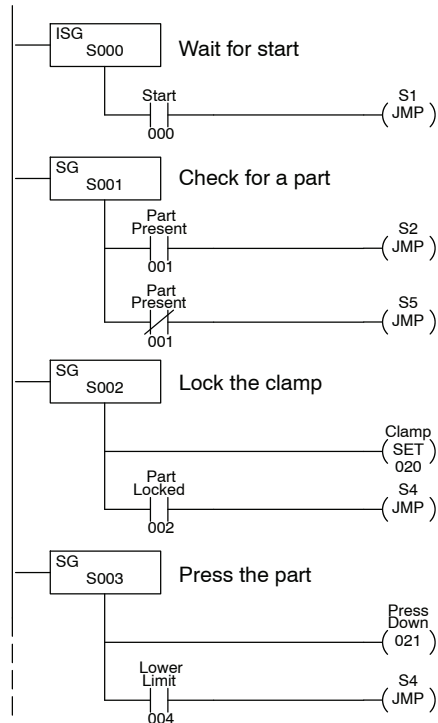 ISG
S000
Wait for start
Start
000
S1
JMP
SG
S001
Check for a part
Part
Present
001
S2
JMP
Part
Present
001
S5
JMP
SG
S002
Lock the clamp
Clamp
SET
020
Part
Locked
002
S4
JMP
SG
S003
Press the part
Press
Down
021
Lower
Limit
004
S4
JMP